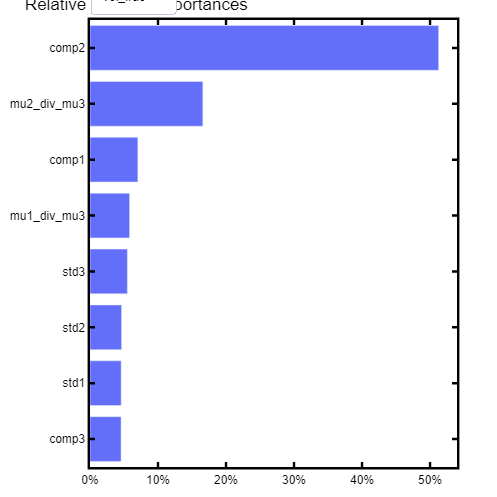 Relative portances
comp2
mu2_div_mu3
comp1
mu1_div_mu3
std3
std2
std1
comp3
0% 10% 20% 30% 40% 50%